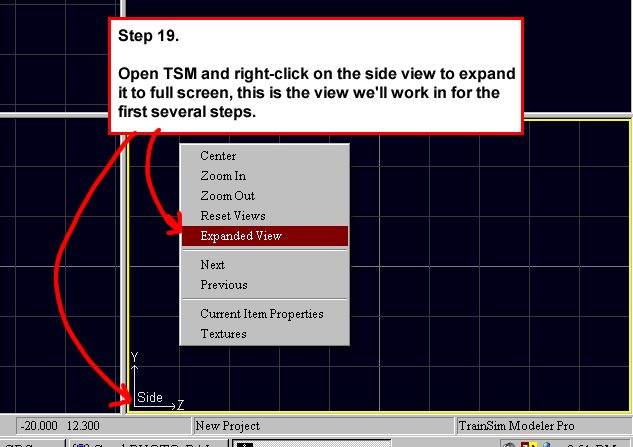 Step 19.
Open TSM and right-click on the side view to expand
it to full screen, this is the view we'll work in for the
first several steps.
Center
Zoom In
Zoom Out
Reset Views
Expanded View
Next
Previous
Current Item Properties
Textures
Y
Side
Z
-20.000 12.300
New Project
TrainSim Modeler Pro